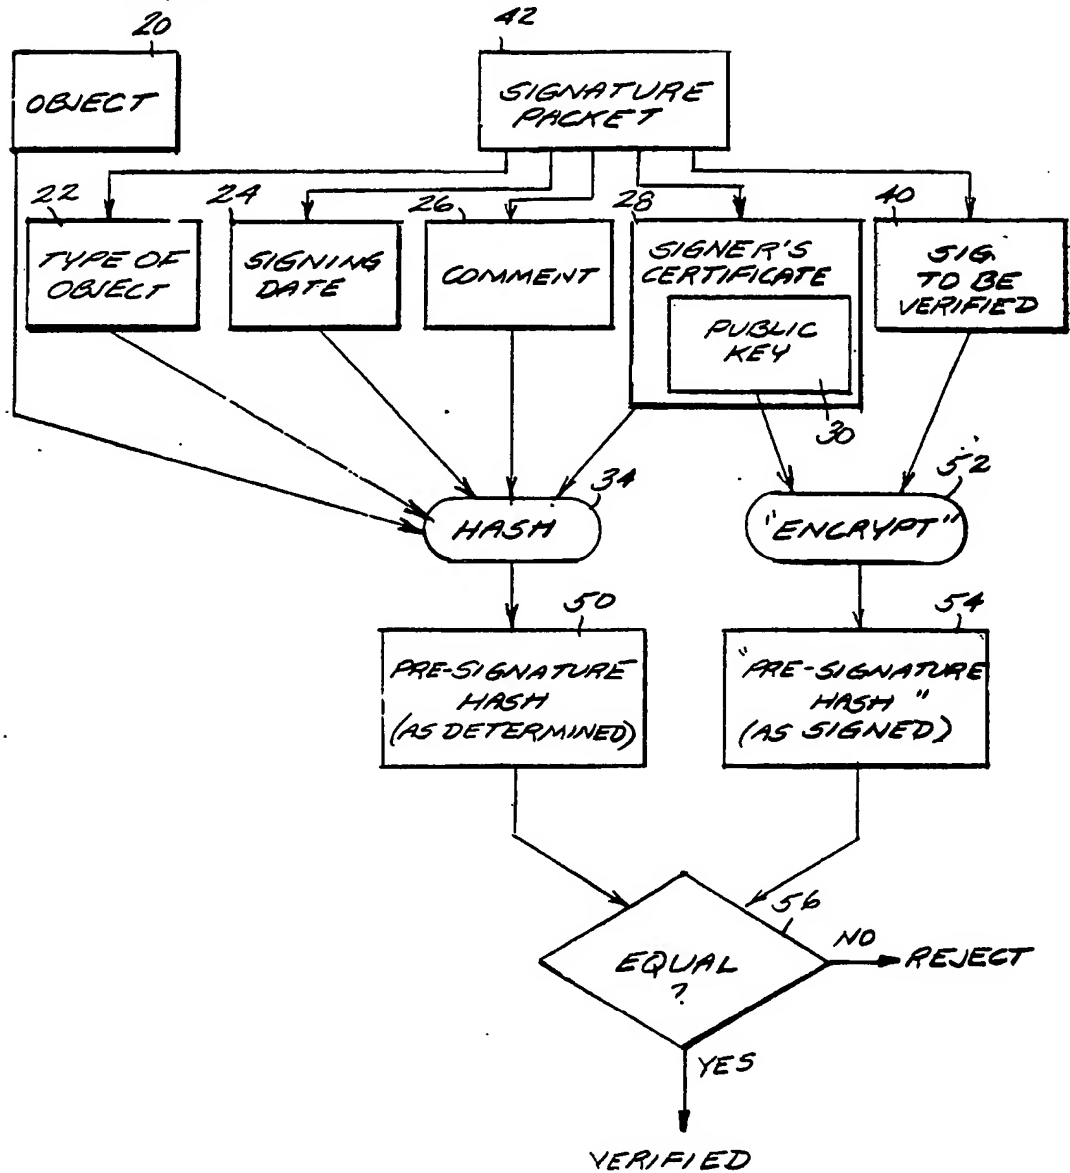 20
42
OBJECT
SIGNATURE
PACKET
22
24
26
28
40
TYPE OF
OBJECT
SIGNING
DATE
COMMENT
SIGNER'S
CERTIFICATE
PUBLIC
KEY
SIG.
TO BE
VERIFIED
30
34
52
HASH
"ENCRYPT"
50
54
PRE-SIGNATURE
HASH
(AS DETERMINED)
"PRE-SIGNATURE
HASH"
(AS SIGNED)
56
EQUAL
?
NO
REJECT
YES
VERIFIED